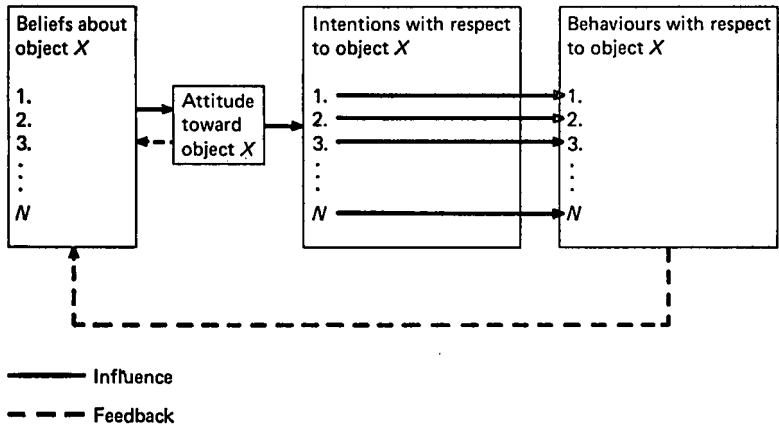 Beliefs about
object X
1.
2.
3.
.
.
.
N
Attitude
toward
object X
Intentions with respect
to object X
1.
2.
3.
.
.
.
N
Behaviours with respect
to object X
1.
2.
3.
.
.
.
N
Influence
Feedback